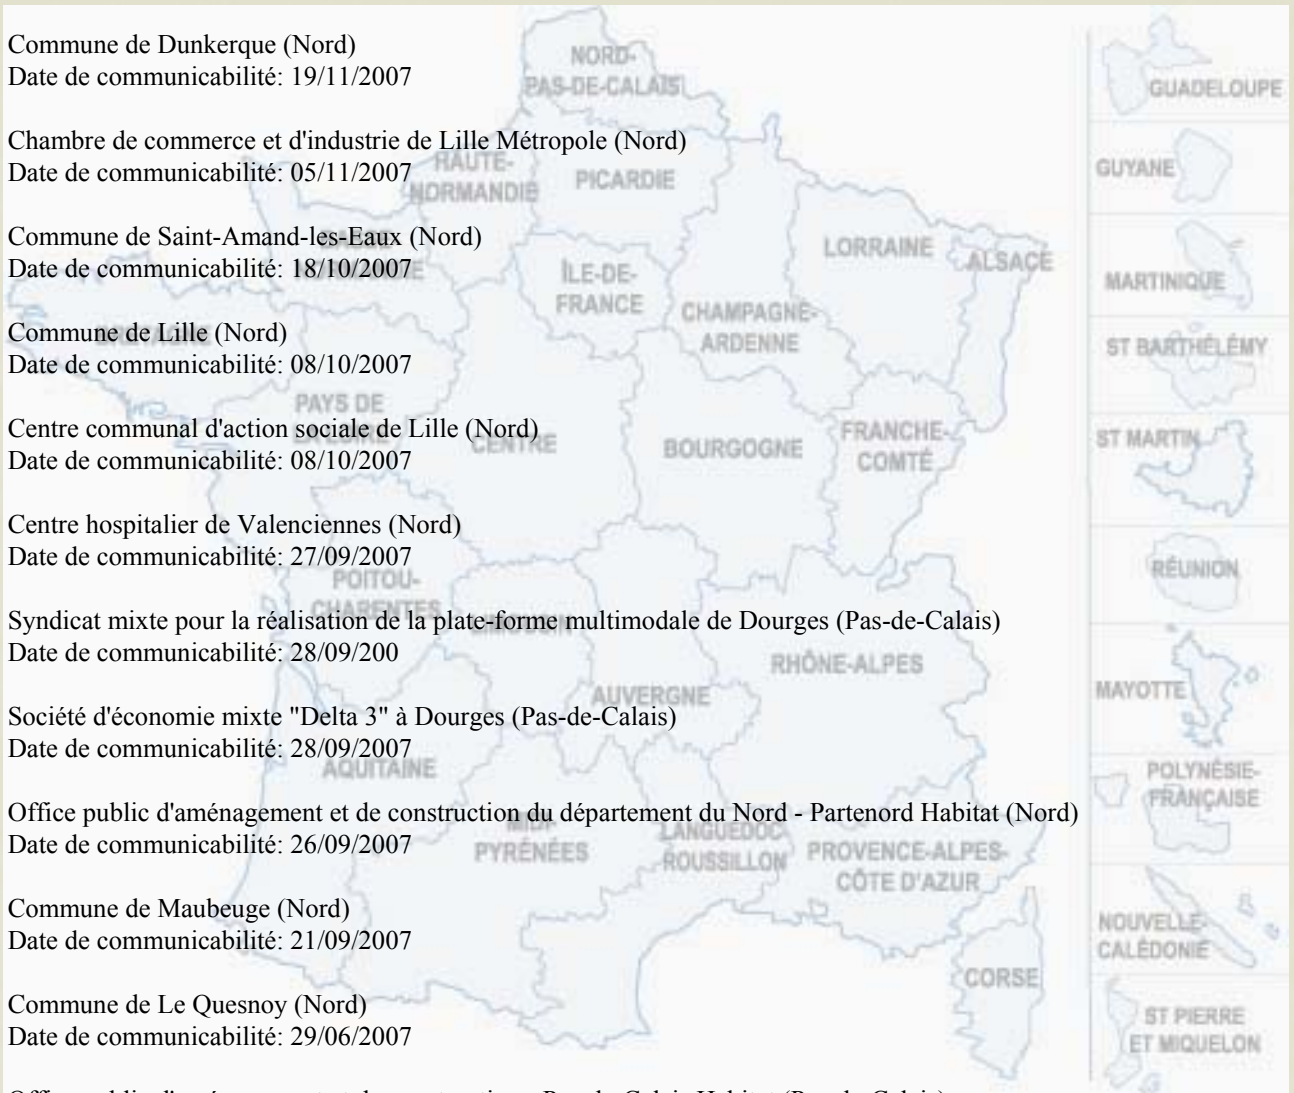 Commune de Dunkerque (Nord)
Date de communicabilité: 19/11/2007
Chambre de commerce et d'industrie de Lille Métropole (Nord)
Date de communicabilité: 05/11/2007
Commune de Saint-Amand-les-Eaux (Nord)
Date de communicabilité: 18/10/2007
Commune de Lille (Nord)
Date de communicabilité: 08/10/2007
Centre communal d'action sociale de Lille (Nord)
Date de communicabilité: 08/10/2007
Centre hospitalier de Valenciennes (Nord)
Date de communicabilité: 27/09/2007
Syndicat mixte pour la réalisation de la plate-forme multimodale de Dourges (Pas-de-Calais)
Date de communicabilité: 28/09/200
Société d'économie mixte "Delta 3" à Dourges (Pas-de-Calais)
Date de communicabilité: 28/09/2007
Office public d'aménagement et de construction du département du Nord - Partenord Habitat (Nord)
Date de communicabilité: 26/09/2007
Commune de Maubeuge (Nord)
Date de communicabilité: 21/09/2007
Commune de Le Quesnoy (Nord)
Date de communicabilité: 29/06/2007
NORD-
PAS-DE-CALAIS
HAUTE-
NORMANDIE
PICARDIE
ÎLE-DE-
FRANCE
CHAMPAGNE-
ARDENNE
LORRAINE
ALSACE
PAYS DE
CENTRE
BOURGOGNE
FRANCHE-
COMTÉ
POITOU-
CHARENTES
AUVERGNE
RHÔNE-ALPES
AQUITAINE
MIDI-
PYRÉNÉES
LANGUEDOC-
ROUSSILLON
PROVENCE-ALPES-
CÔTE D'AZUR
CORSE
GUADELOUPE
GUYANE
MARTINIQUE
ST BARTHÉLÉMY
ST MARTIN
RÉUNION
MAYOTTE
POLYNÉSIE-
FRANÇAISE
NOUVELLE-
CALÉDONIE
ST PIERRE
ET MIQUELON